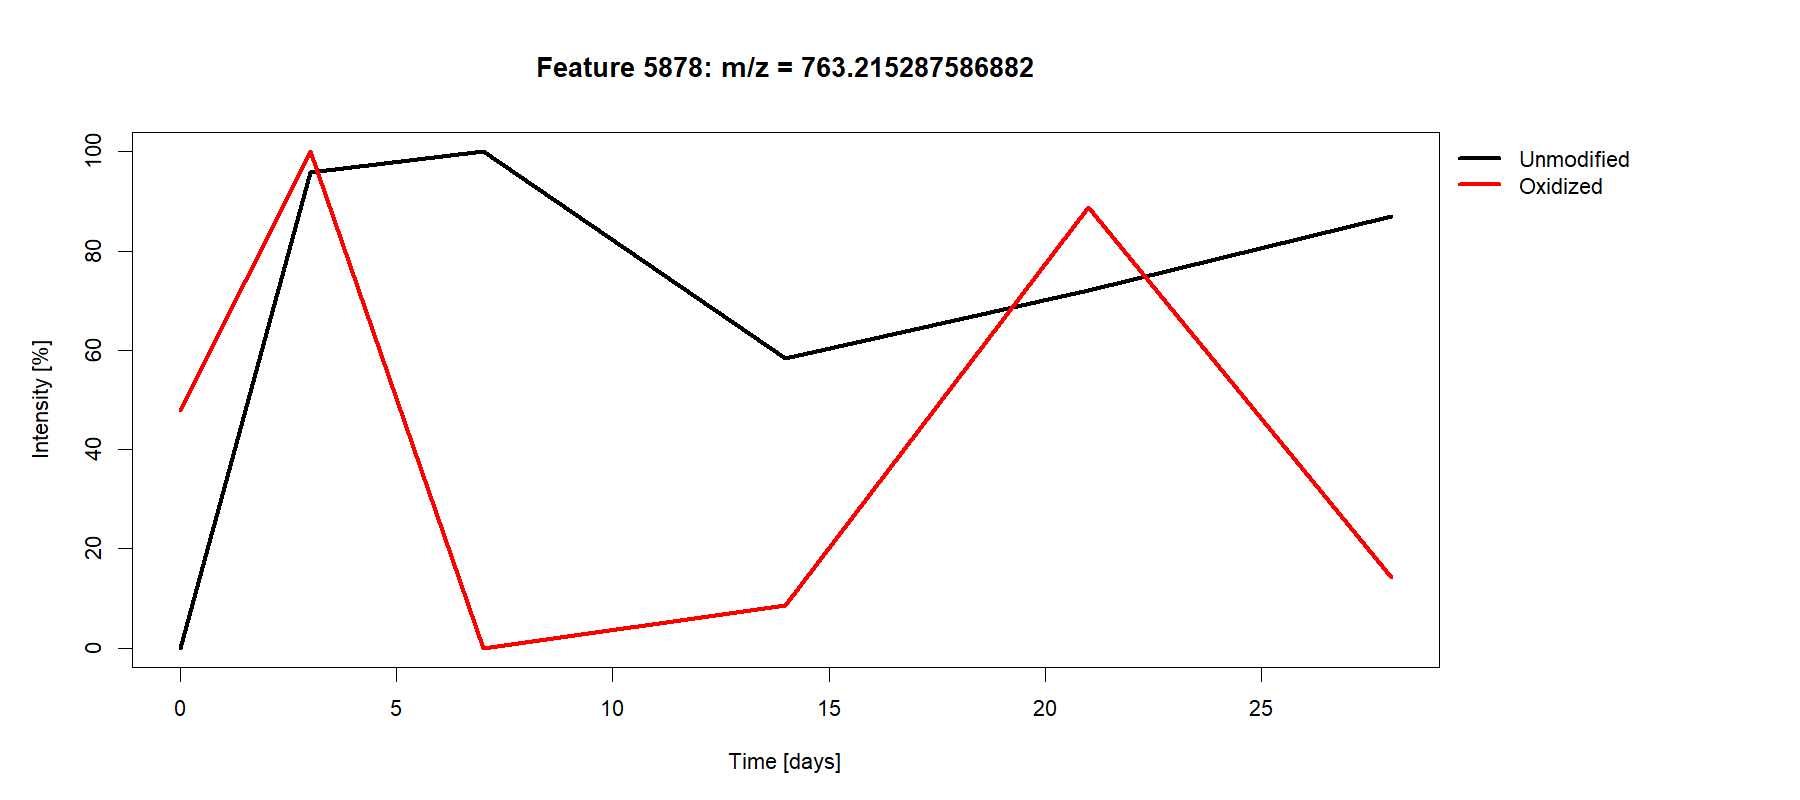 Feature 5878: m/z = 763.215287586882
Unmodified
Oxidized
Intensity [%]
100
80
60
40
20
0
0 5 10 15 20 25
Time [days]